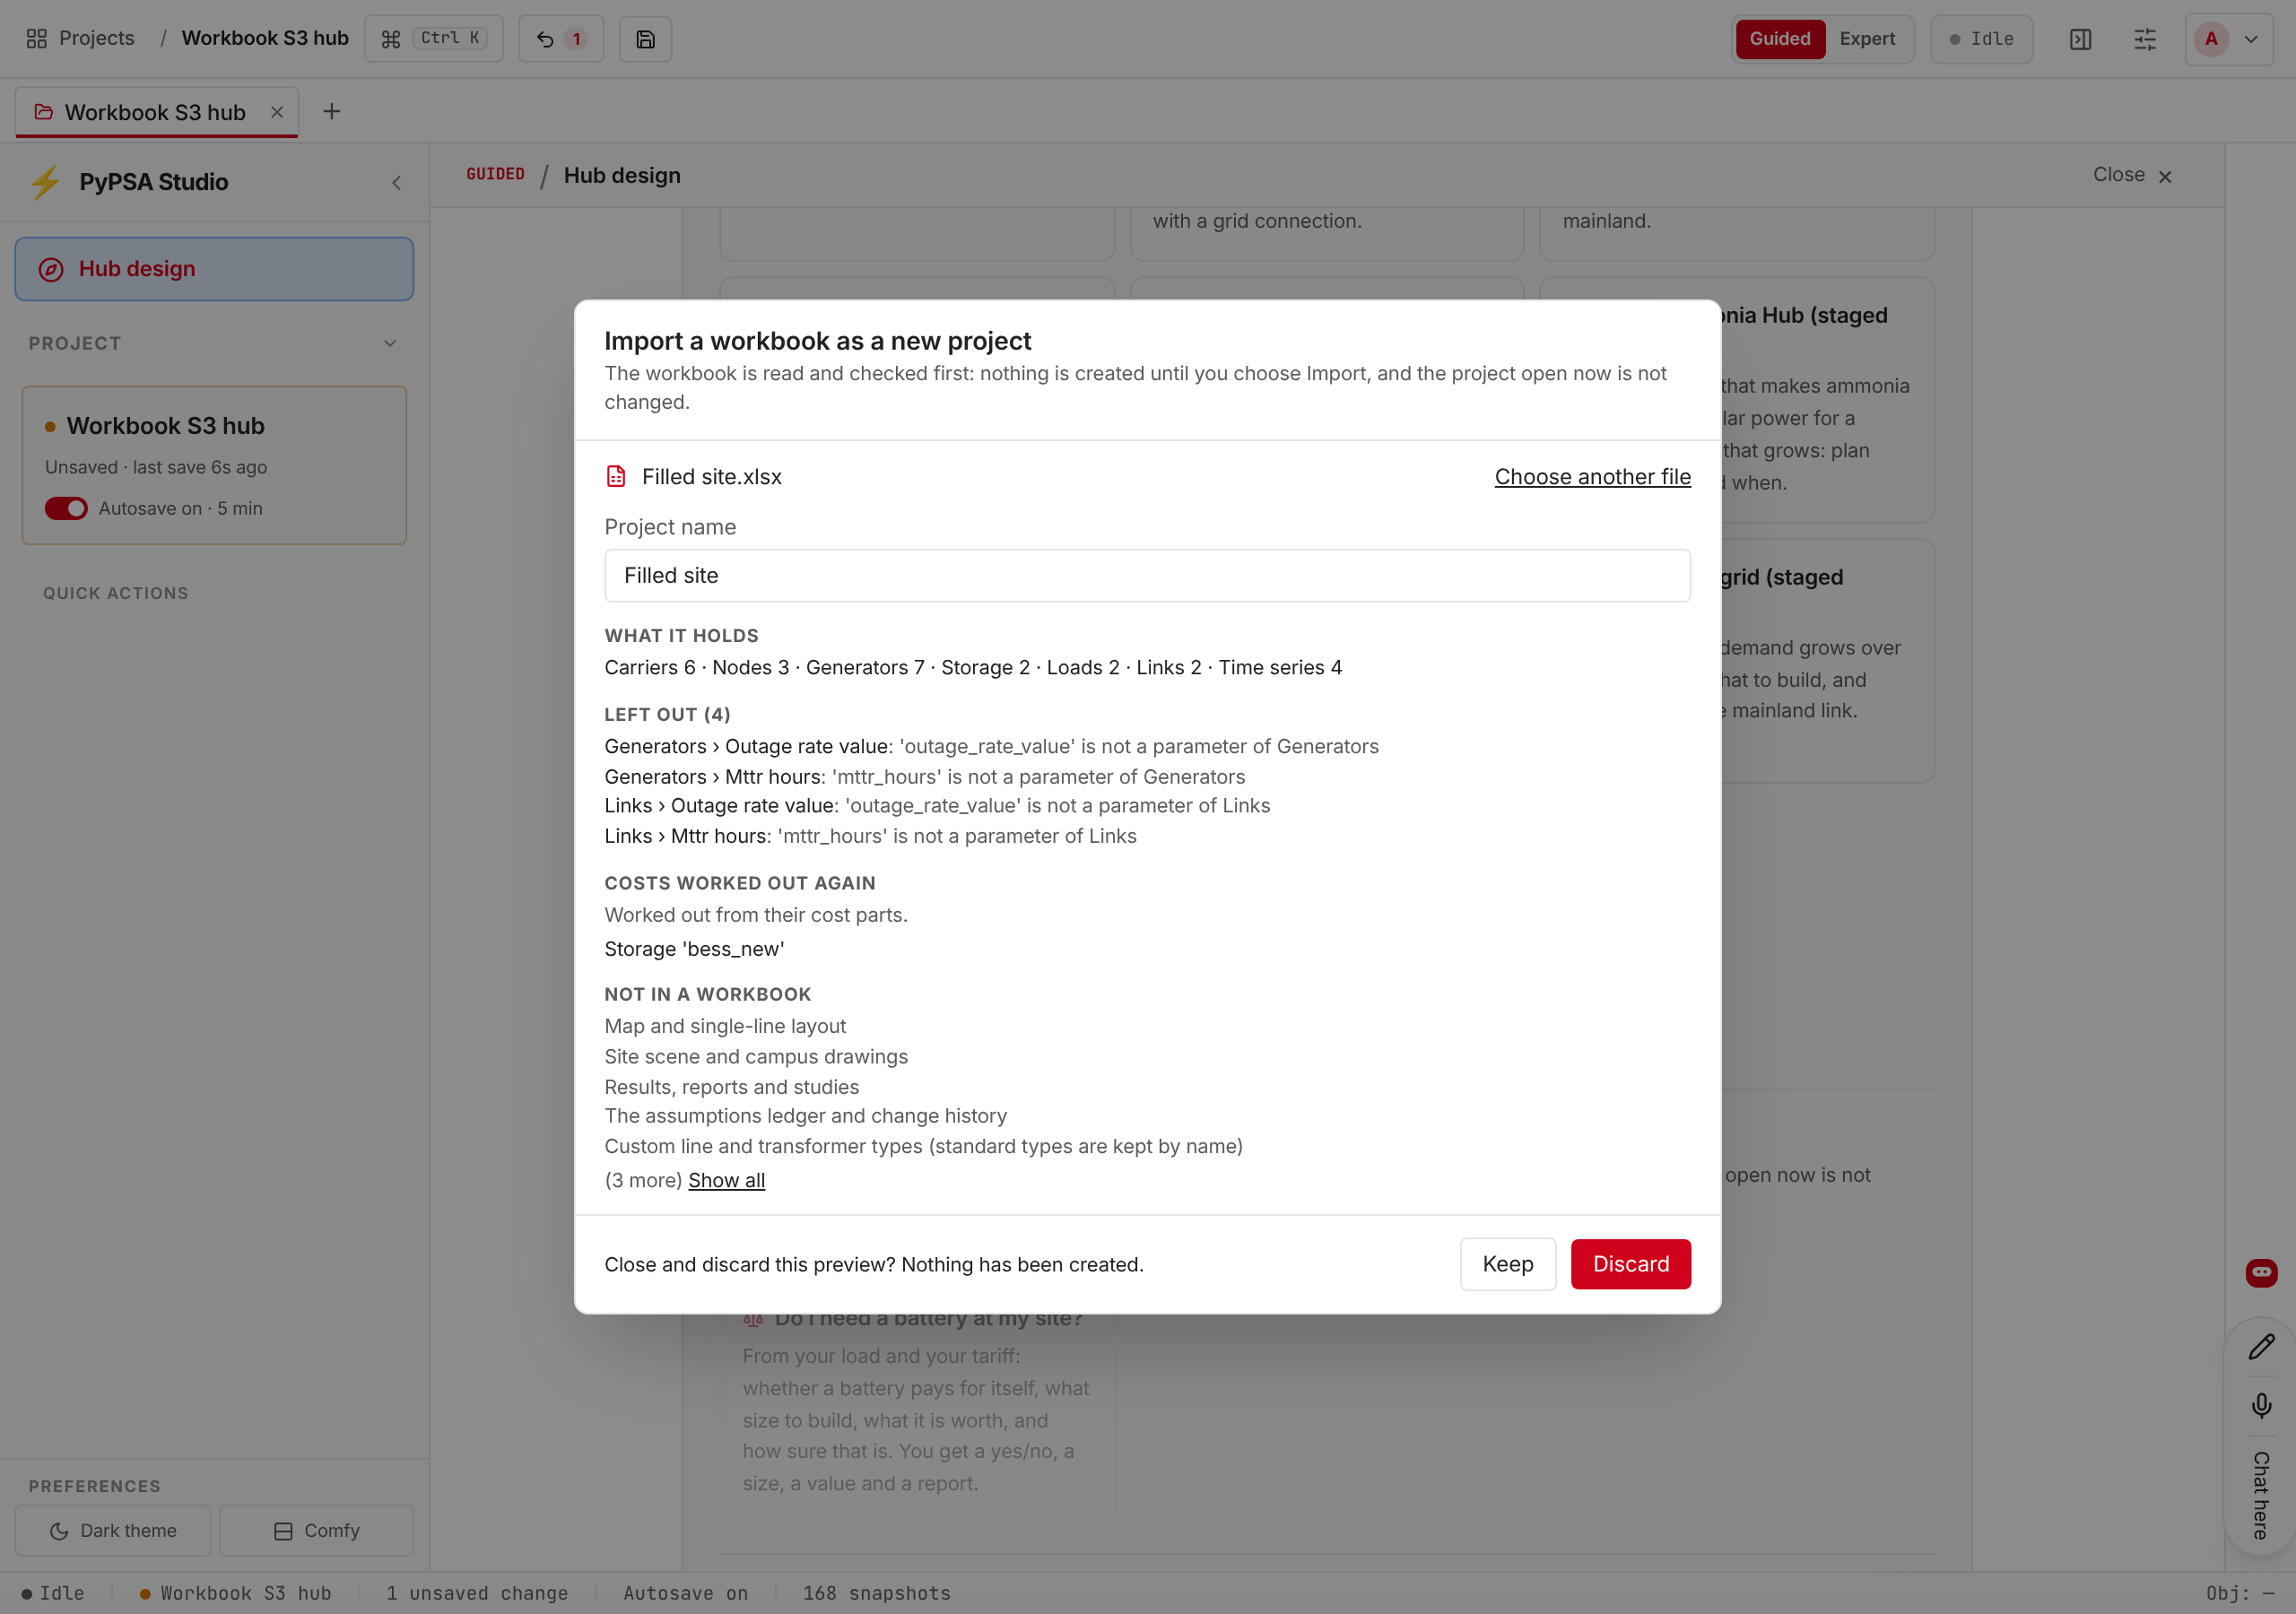 Projects / Workbook S3 hub
Ctrl K
1
Guided
Expert
Idle
A
Workbook S3 hub
PyPSA Studio
GUIDED / Hub design
Close
Hub design
PROJECT
Workbook S3 hub
Unsaved · last save 6s ago
Autosave on · 5 min
QUICK ACTIONS
with a grid connection.
mainland.
nia Hub (staged
that makes ammonia
lar power for a
that grows: plan
when.
grid (staged
demand grows over
hat to build, and
mainland link.
Import a workbook as a new project
The workbook is read and checked first: nothing is created until you choose Import, and the project open now is not
changed.
Filled site.xlsx
Choose another file
Project name
Filled site
WHAT IT HOLDS
Carriers 6 · Nodes 3 · Generators 7 · Storage 2 · Loads 2 · Links 2 · Time series 4
LEFT OUT (4)
Generators › Outage rate value: 'outage_rate_value' is not a parameter of Generators
Generators › Mttr hours: 'mttr_hours' is not a parameter of Generators
Links › Outage rate value: 'outage_rate_value' is not a parameter of Links
Links › Mttr hours: 'mttr_hours' is not a parameter of Links
COSTS WORKED OUT AGAIN
Worked out from their cost parts.
Storage 'bess_new'
NOT IN A WORKBOOK
Map and single-line layout
Site scene and campus drawings
Results, reports and studies
The assumptions ledger and change history
Custom line and transformer types (standard types are kept by name)
(3 more) Show all
open now is not
Close and discard this preview? Nothing has been created.
Keep
Discard
Do I need a battery at my site?
From your load and your tariff:
whether a battery pays for itself, what
size to build, what it is worth, and
how sure that is. You get a yes/no, a
size, a value and a report.
Chat here
PREFERENCES
Dark theme
Comfy
Idle
Workbook S3 hub
1 unsaved change
Autosave on
168 snapshots
Obj: —